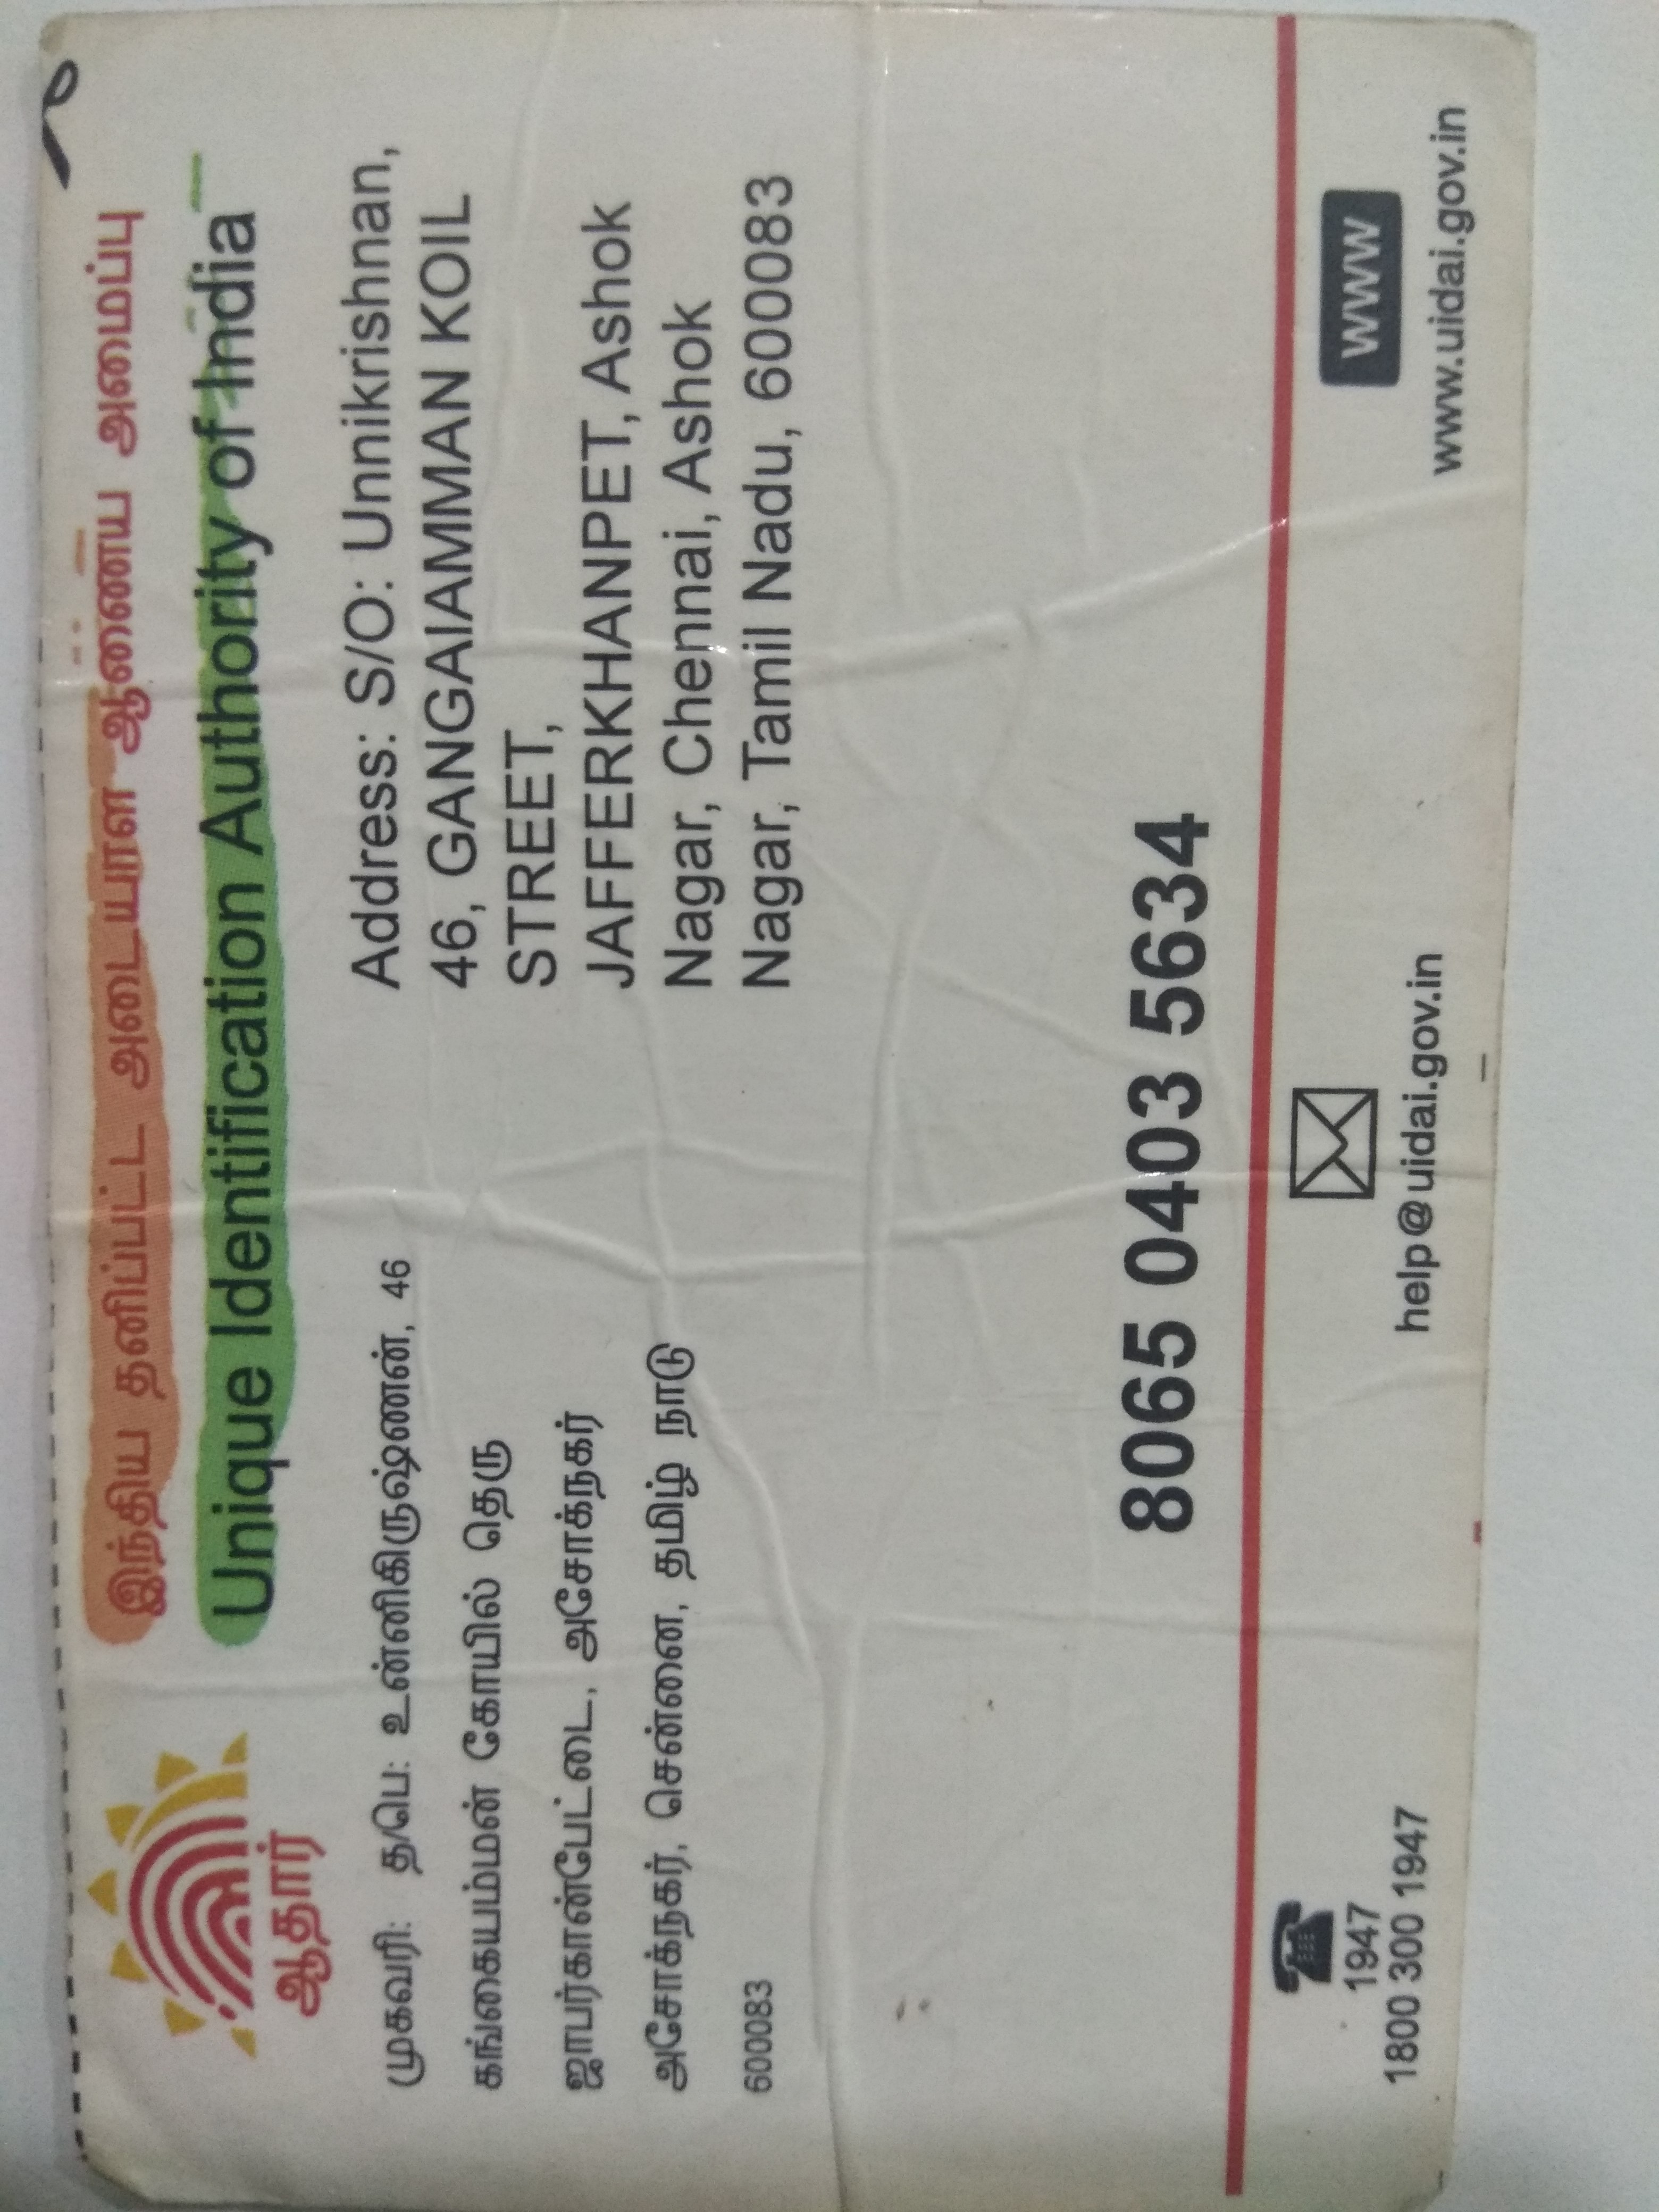 இந்திய தனிப்பட்ட அடையாள ஆணைய அமைப்பு
Unique Identification Authority of India
ஆதார்
முகவரி: த/பெ: உன்னிகிருஷ்ணன், 46
கங்கையம்மன் கோயில் தெரு
ஜாபர்கான்பேட்டை, அசோக்நகர்
அசோக்நகர், சென்னை, தமிழ் நாடு
600083
Address: S/O: Unnikrishnan,
46, GANGAIAMMAN KOIL
STREET,
JAFFERKHANPET, Ashok
Nagar, Chennai, Ashok
Nagar, Tamil Nadu, 600083
8065 0403 5634
1947
1800 300 1947
help@uidai.gov.in
www
www.uidai.gov.in